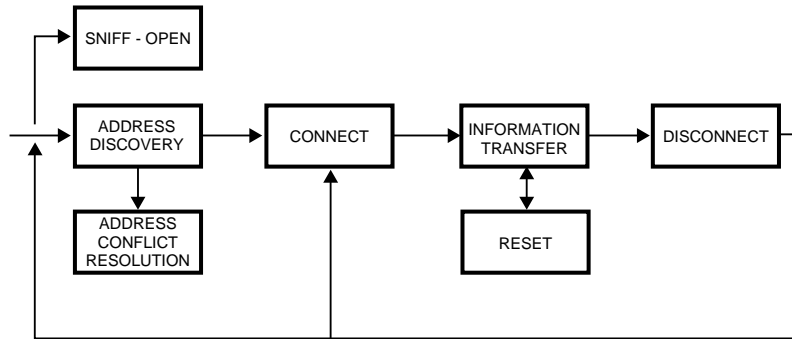 SNIFF - OPEN
ADDRESS
DISCOVERY
CONNECT
INFORMATION
TRANSFER
DISCONNECT
ADDRESS
CONFLICT
RESOLUTION
RESET